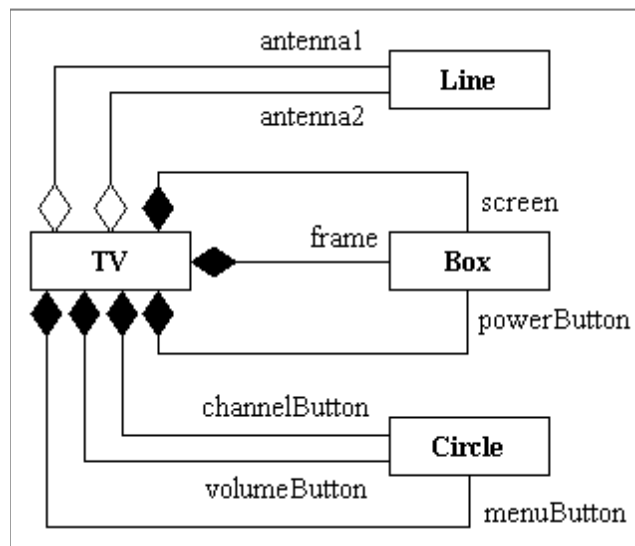 antenna1
Line
antenna2
screen
frame
TV
Box
powerButton
channelButton
Circle
volumeButton
menuButton